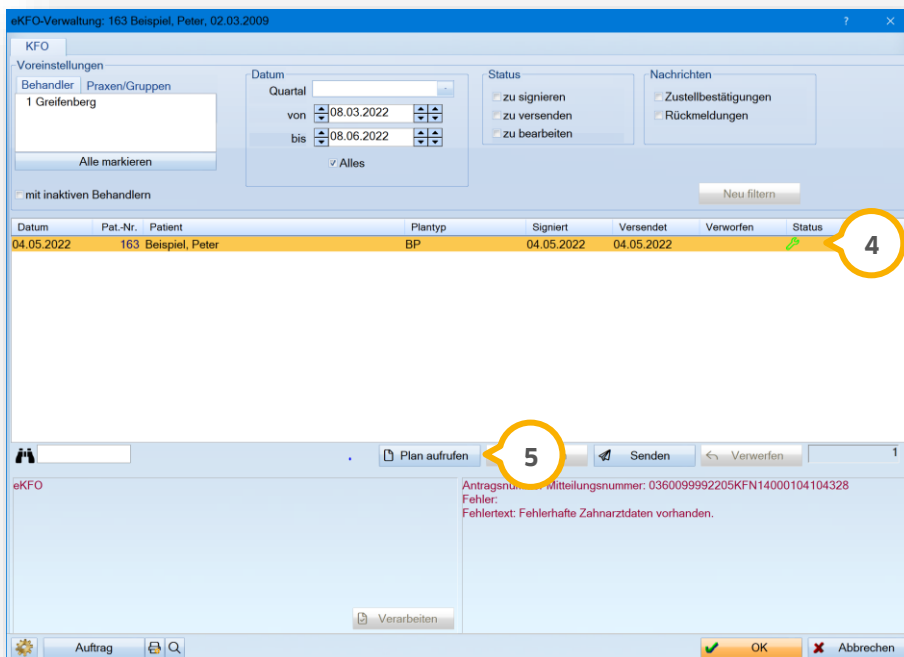 eKFO-Verwaltung: 163 Beispiel, Peter, 02.03.2009 ? ×
KFO
Voreinstellungen
Behandler Praxen/Gruppen
1 Greifenberg
Alle markieren
mit inaktiven Behandlern
Datum
Quartal
von 08.03.2022
bis 08.06.2022
Alles
Status
zu signieren
zu versenden
zu bearbeiten
Nachrichten
Zustellbestätigungen
Rückmeldungen
Neu filtern
Datum Pat.-Nr. Patient Plantyp Signiert Versendet Verworfen Status
04.05.2022 163 Beispiel, Peter BP 04.05.2022 04.05.2022
4
Plan aufrufen 5 Senden Verwerfen 1
eKFO
Mitteilungsnummer: 0360099992205KFN14000104104328
Fehler:
Fehlertext: Fehlerhafte Zahnarztdaten vorhanden.
Verarbeiten
Auftrag OK Abbrechen